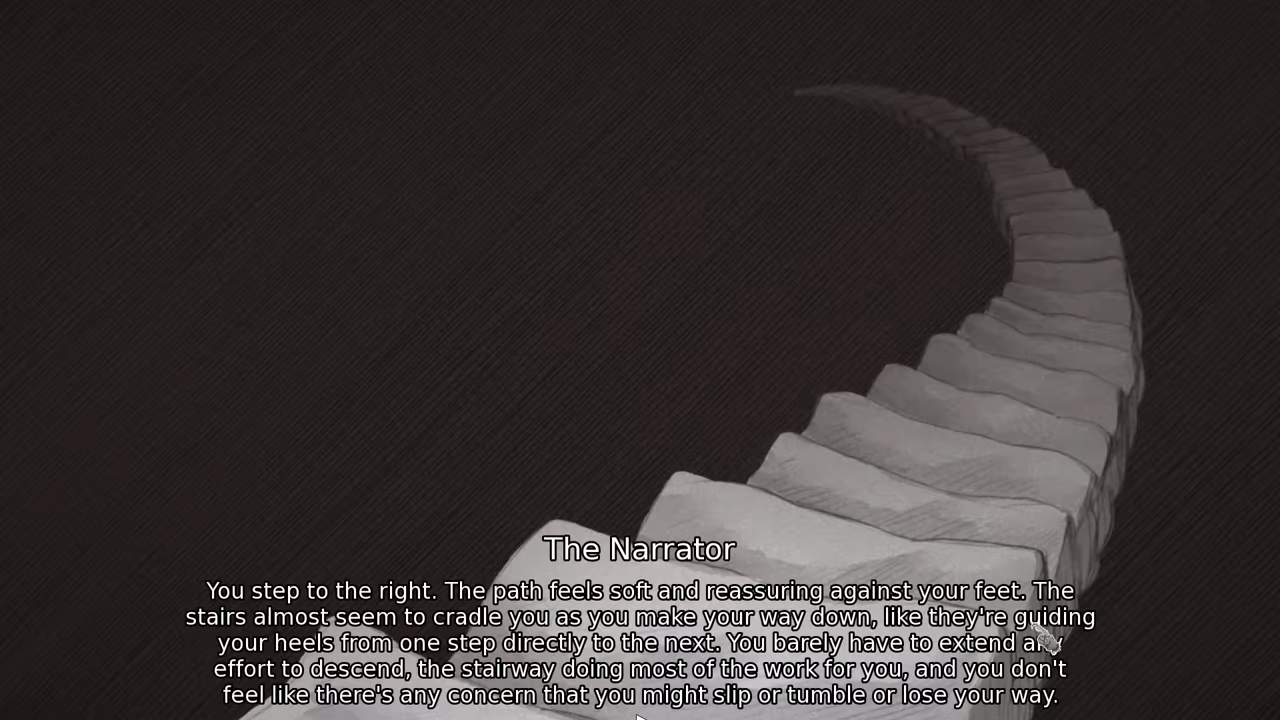 The Narrator
You step to the right. The path feels soft and reassuring against your feet. The
stairs almost seem to cradle you as you make your way down, like they're guiding
your heels from one step directly to the next. You barely have to extend any
effort to descend, the stairway doing most of the work for you, and you don't
feel like there's any concern that you might slip or tumble or lose your way.